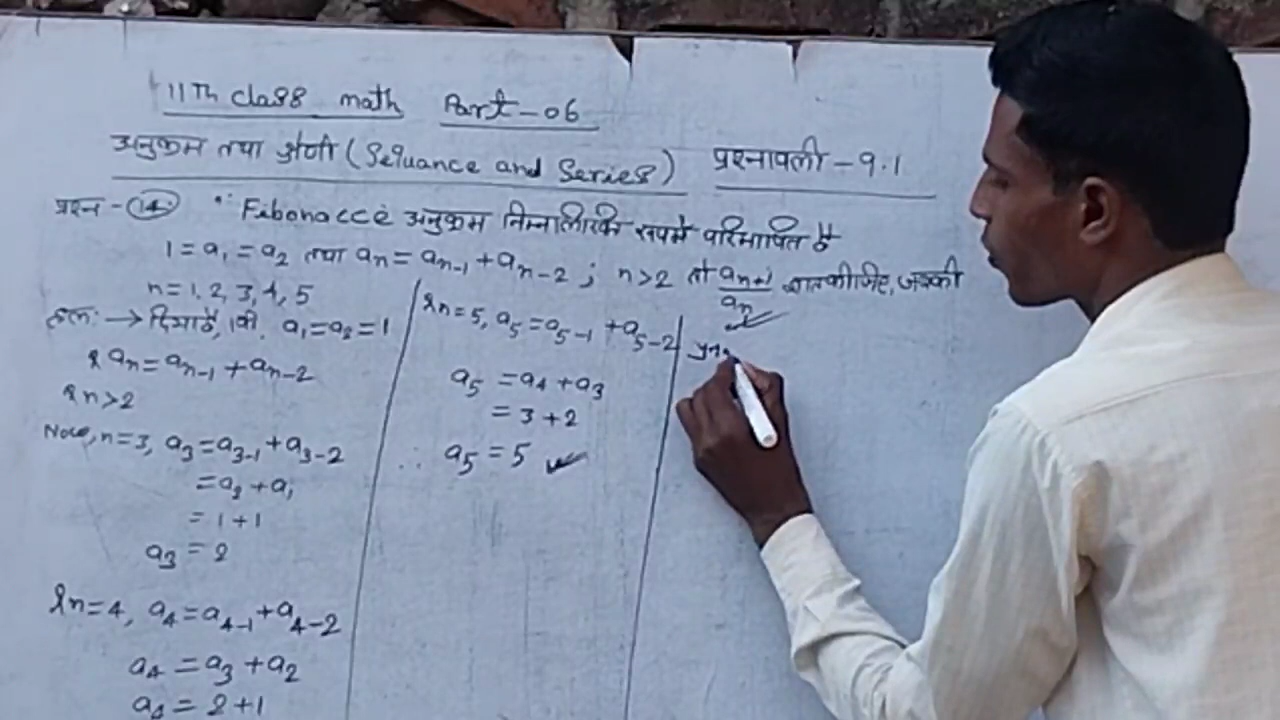 11Th class math Part-06
अनुक्रम तथा श्रेणी (Sequance and Series) प्रश्नावली-9.1
प्रश्न-14 Fibonacce अनुक्रम निम्नलिखित रूपमे परिभाषित है
1=a₁=a₂ तथा aₙ=aₙ₋₁+aₙ₋₂; n>2 तो aₙ₊₁/aₙ ज्ञातकीजिए, जबकी
n=1,2,3,4,5
हलः→ दियाहै, कि. a₁=a₂=1
& aₙ=aₙ₋₁+aₙ₋₂
& n>2
Now, n=3, a₃=a₃₋₁+a₃₋₂
=a₂+a₁
=1+1
a₃=2
& n=4, a₄=a₄₋₁+a₄₋₂
a₄=a₃+a₂
a₄=2+1
& n=5, a₅=a₅₋₁+a₅₋₂
a₅=a₄+a₃
=3+2
∴ a₅=5